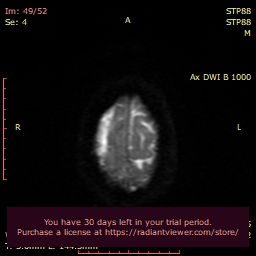 Im: 49/52
Se: 4
A
STP88
STP88
M
Ax DWI B 1000
R
L
You have 30 days left in your trial period.
Purchase a license at https://radiantviewer.com/store/